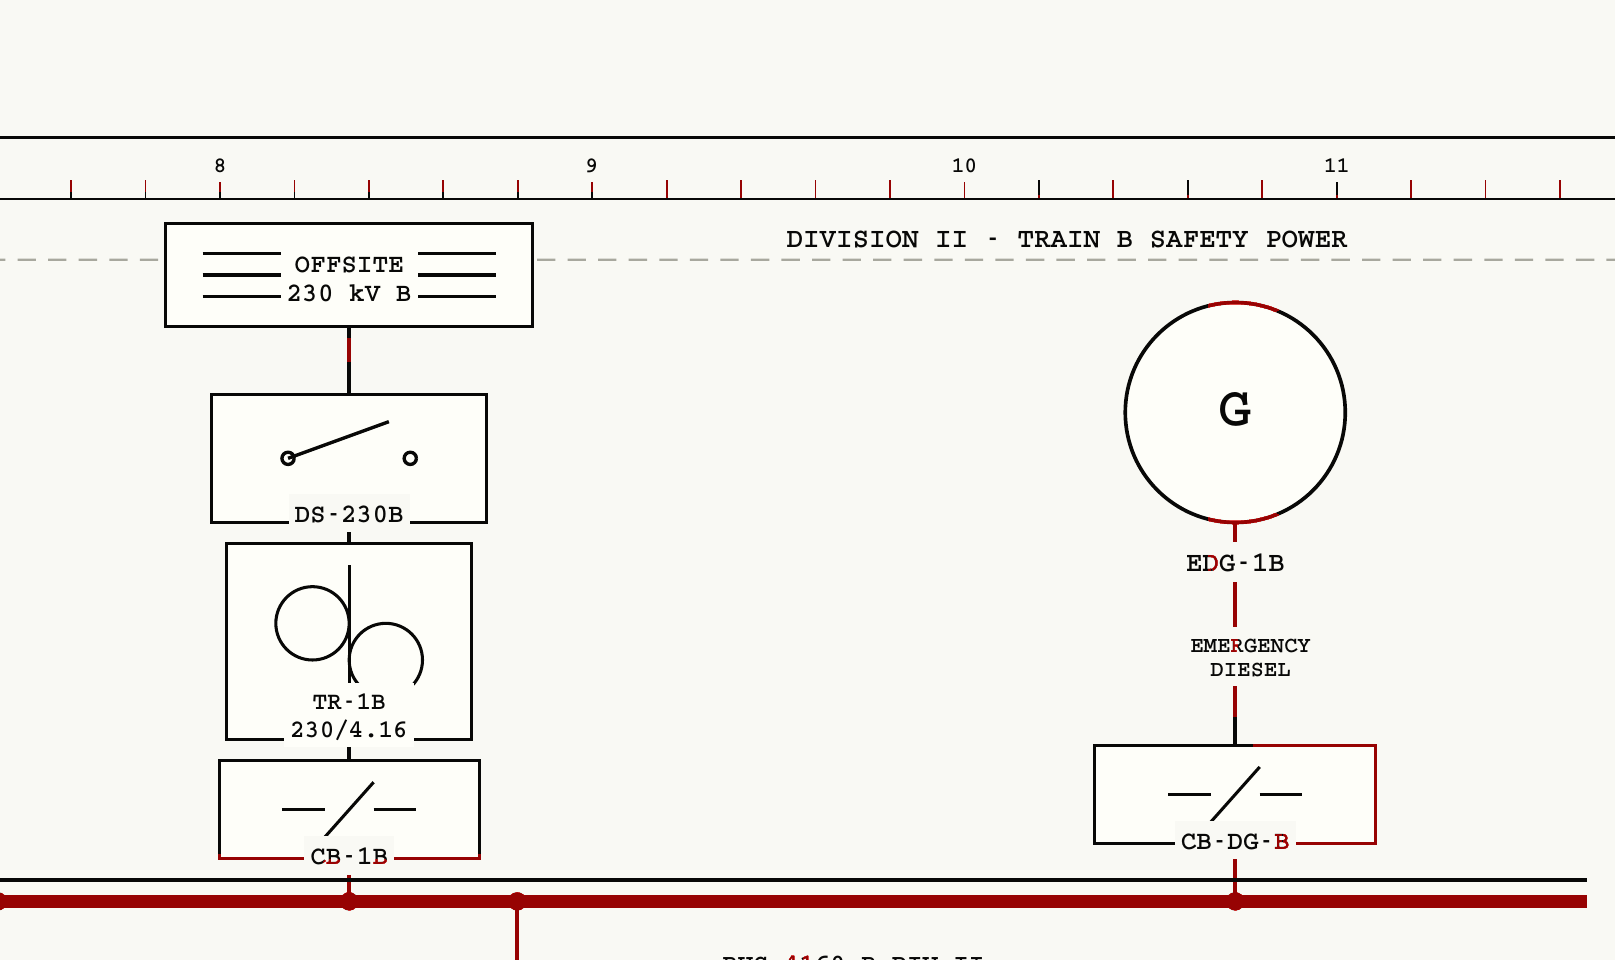 8 9 10 11
DIVISION II - TRAIN B SAFETY POWER
OFFSITE
230 kV B
G
DS-230B
EDG-1B
EMERGENCY
DIESEL
TR-1B
230/4.16
CB-DG-B
CB-1B